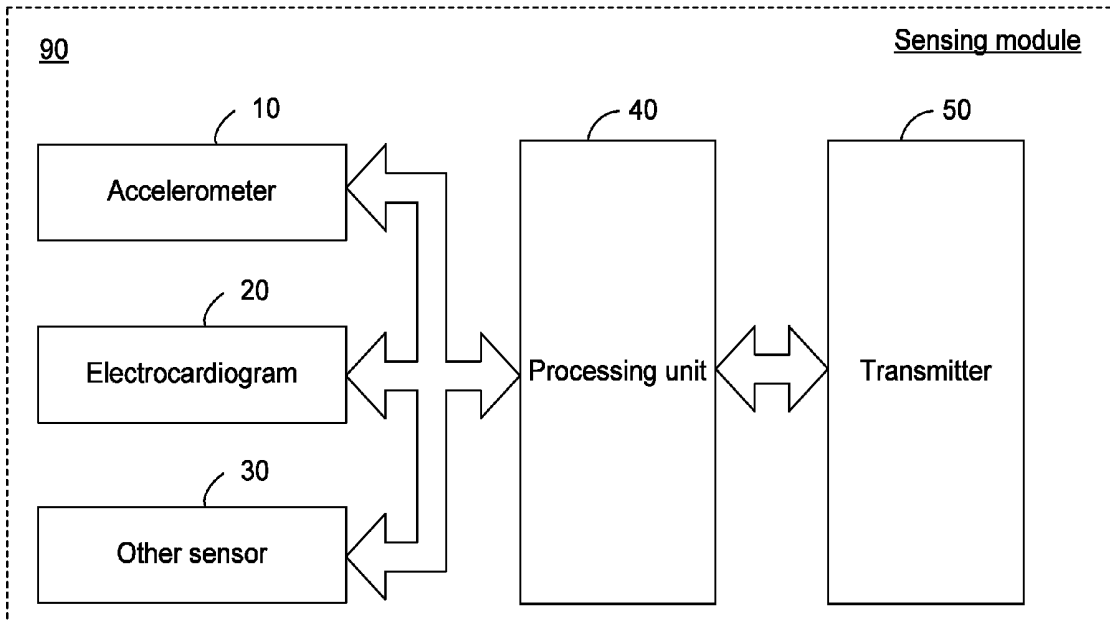 90
Sensing module
10
Accelerometer
20
Electrocardiogram
30
Other sensor
40
Processing unit
50
Transmitter